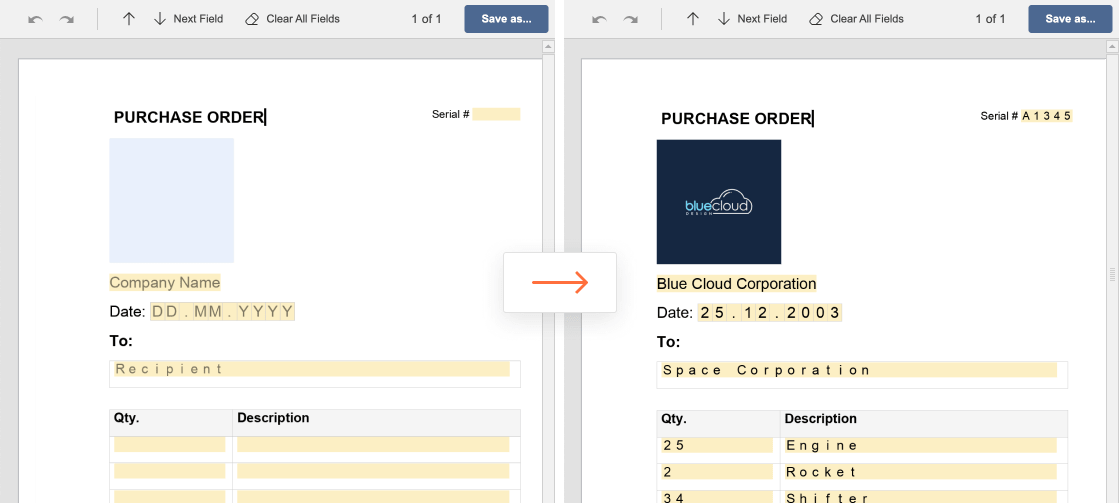 Next Field Clear All Fields 1 of 1 Save as...
PURCHASE ORDER Serial #
Company Name
Date: DD.MM.YYYY
To:
Recipient
Qty. Description
Next Field Clear All Fields 1 of 1 Save as...
PURCHASE ORDER Serial # A1345
bluecloud
DESIGN
Blue Cloud Corporation
Date: 25.12.2003
To:
Space Corporation
Qty. Description
25 Engine
2 Rocket
34 Shifter